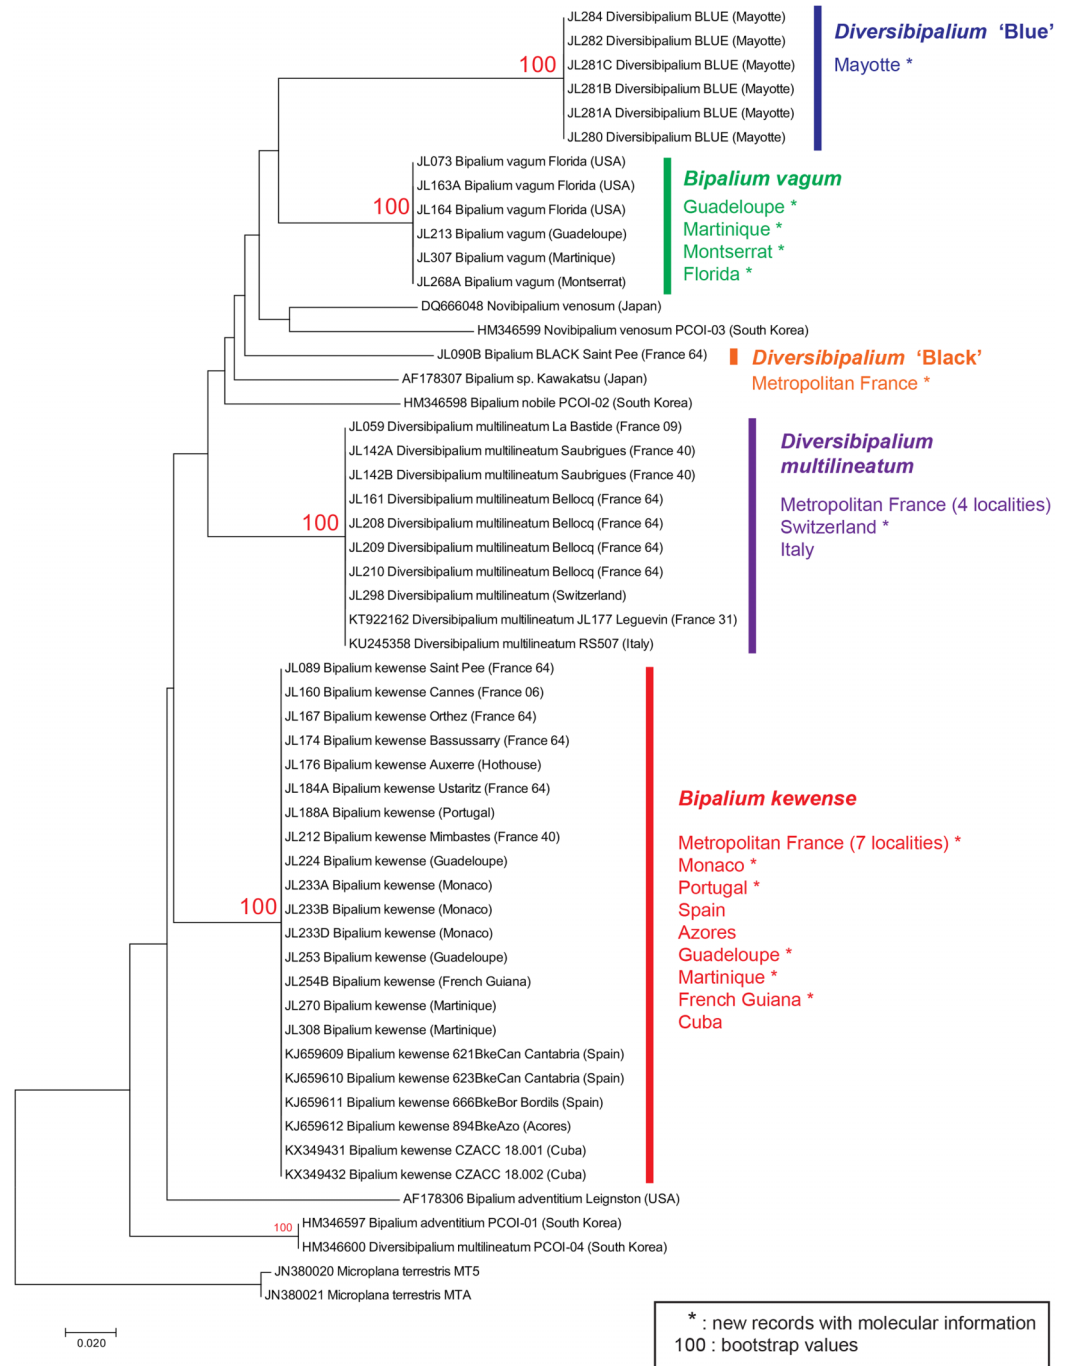 JL284 Diversibipalium BLUE (Mayotte)
JL282 Diversibipalium BLUE (Mayotte)
JL281C Diversibipalium BLUE (Mayotte)
JL281B Diversibipalium BLUE (Mayotte)
JL281A Diversibipalium BLUE (Mayotte)
JL280 Diversibipalium BLUE (Mayotte)
100
Diversibipalium ‘Blue’
Mayotte *
JL073 Bipalium vagum Florida (USA)
JL163A Bipalium vagum Florida (USA)
JL164 Bipalium vagum Florida (USA)
JL213 Bipalium vagum (Guadeloupe)
JL307 Bipalium vagum (Martinique)
JL268A Bipalium vagum (Montserrat)
100
Bipalium vagum
Guadeloupe *
Martinique *
Montserrat *
Florida *
DQ666048 Novibipalium venosum (Japan)
HM346599 Novibipalium venosum PCOI-03 (South Korea)
JL090B Bipalium BLACK Saint Pee (France 64)
Diversibipalium ‘Black’
Metropolitan France *
AF178307 Bipalium sp. Kawakatsu (Japan)
HM346598 Bipalium nobile PCOI-02 (South Korea)
JL059 Diversibipalium multilineatum La Bastide (France 09)
JL142A Diversibipalium multilineatum Saubrigues (France 40)
JL142B Diversibipalium multilineatum Saubrigues (France 40)
JL161 Diversibipalium multilineatum Bellocq (France 64)
JL208 Diversibipalium multilineatum Bellocq (France 64)
JL209 Diversibipalium multilineatum Bellocq (France 64)
JL210 Diversibipalium multilineatum Bellocq (France 64)
JL298 Diversibipalium multilineatum (Switzerland)
KT922162 Diversibipalium multilineatum JL177 Leguevin (France 31)
KU245358 Diversibipalium multilineatum RS507 (Italy)
100
Diversibipalium
multilineatum
Metropolitan France (4 localities)
Switzerland *
Italy
JL089 Bipalium kewense Saint Pee (France 64)
JL160 Bipalium kewense Cannes (France 06)
JL167 Bipalium kewense Orthez (France 64)
JL174 Bipalium kewense Bassussarry (France 64)
JL176 Bipalium kewense Auxerre (Hothouse)
JL184A Bipalium kewense Ustaritz (France 64)
JL188A Bipalium kewense (Portugal)
JL212 Bipalium kewense Mimbastes (France 40)
JL224 Bipalium kewense (Guadeloupe)
JL233A Bipalium kewense (Monaco)
JL233B Bipalium kewense (Monaco)
JL233D Bipalium kewense (Monaco)
JL253 Bipalium kewense (Guadeloupe)
JL254B Bipalium kewense (French Guiana)
JL270 Bipalium kewense (Martinique)
JL308 Bipalium kewense (Martinique)
KJ659609 Bipalium kewense 621BkeCan Cantabria (Spain)
KJ659610 Bipalium kewense 623BkeCan Cantabria (Spain)
KJ659611 Bipalium kewense 666BkeBor Bordils (Spain)
KJ659612 Bipalium kewense 894BkeAzo (Acores)
KX349431 Bipalium kewense CZACC 18.001 (Cuba)
KX349432 Bipalium kewense CZACC 18.002 (Cuba)
100
Bipalium kewense
Metropolitan France (7 localities) *
Monaco *
Portugal *
Spain
Azores
Guadeloupe *
Martinique *
French Guiana *
Cuba
AF178306 Bipalium adventitium Leignston (USA)
100
HM346597 Bipalium adventitium PCOI-01 (South Korea)
HM346600 Diversibipalium multilineatum PCOI-04 (South Korea)
JN380020 Microplana terrestris MT5
JN380021 Microplana terrestris MTA
0.020
* : new records with molecular information
100 : bootstrap values